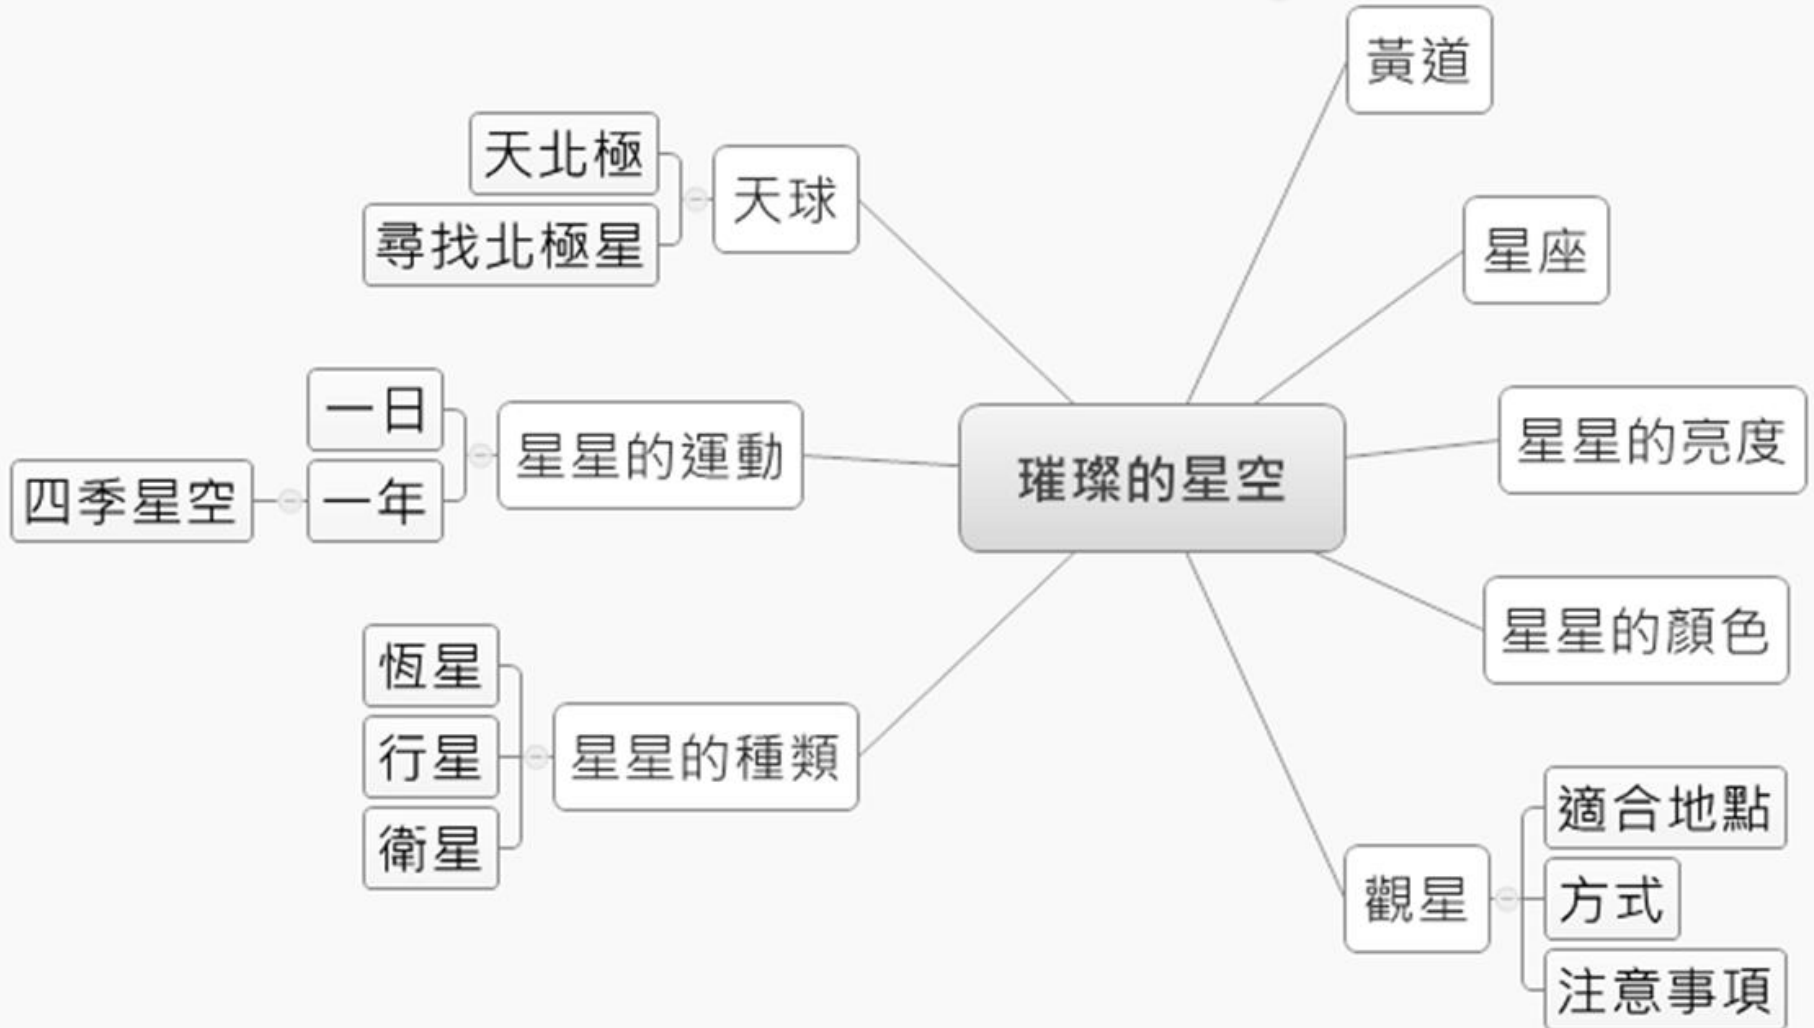 璀璨的星空
黃道
星座
星星的亮度
星星的顏色
觀星
適合地點
方式
注意事項
天球
天北極
尋找北極星
星星的運動
一日
一年
四季星空
星星的種類
恆星
行星
衛星